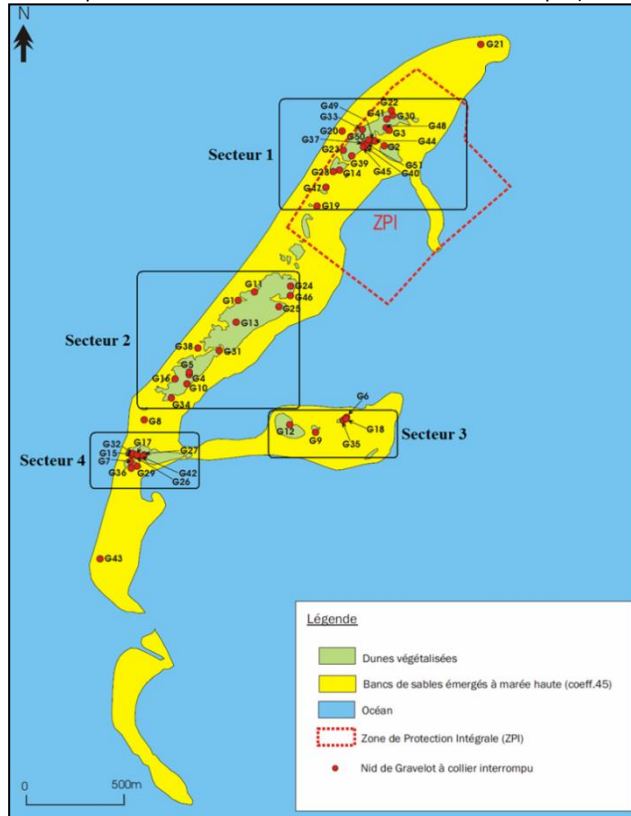 N
G21
G49
G22
G41
G30
G33
G20
G50
G48
G3
G37
G44
Secteur 1
G23
G2
G39
G51
G28
G14
G45
G40
G47
G19
ZPI
G11
G24
G1
G46
G25
G13
Secteur 2
G38
G31
G5
G16
G4
G10
G34
G6
G8
G18
G12
G9
Secteur 3
G35
G17
G32
G27
G15
Secteur 4
G7
G42
G36
G29
G26
G43
Légende
Dunes végétalisées
Bancs de sables émergés à marée haute (coeff.45)
Océan
Zone de Protection Intégrale (ZPI)
Nid de Gravelot à collier interrompu
0
500m